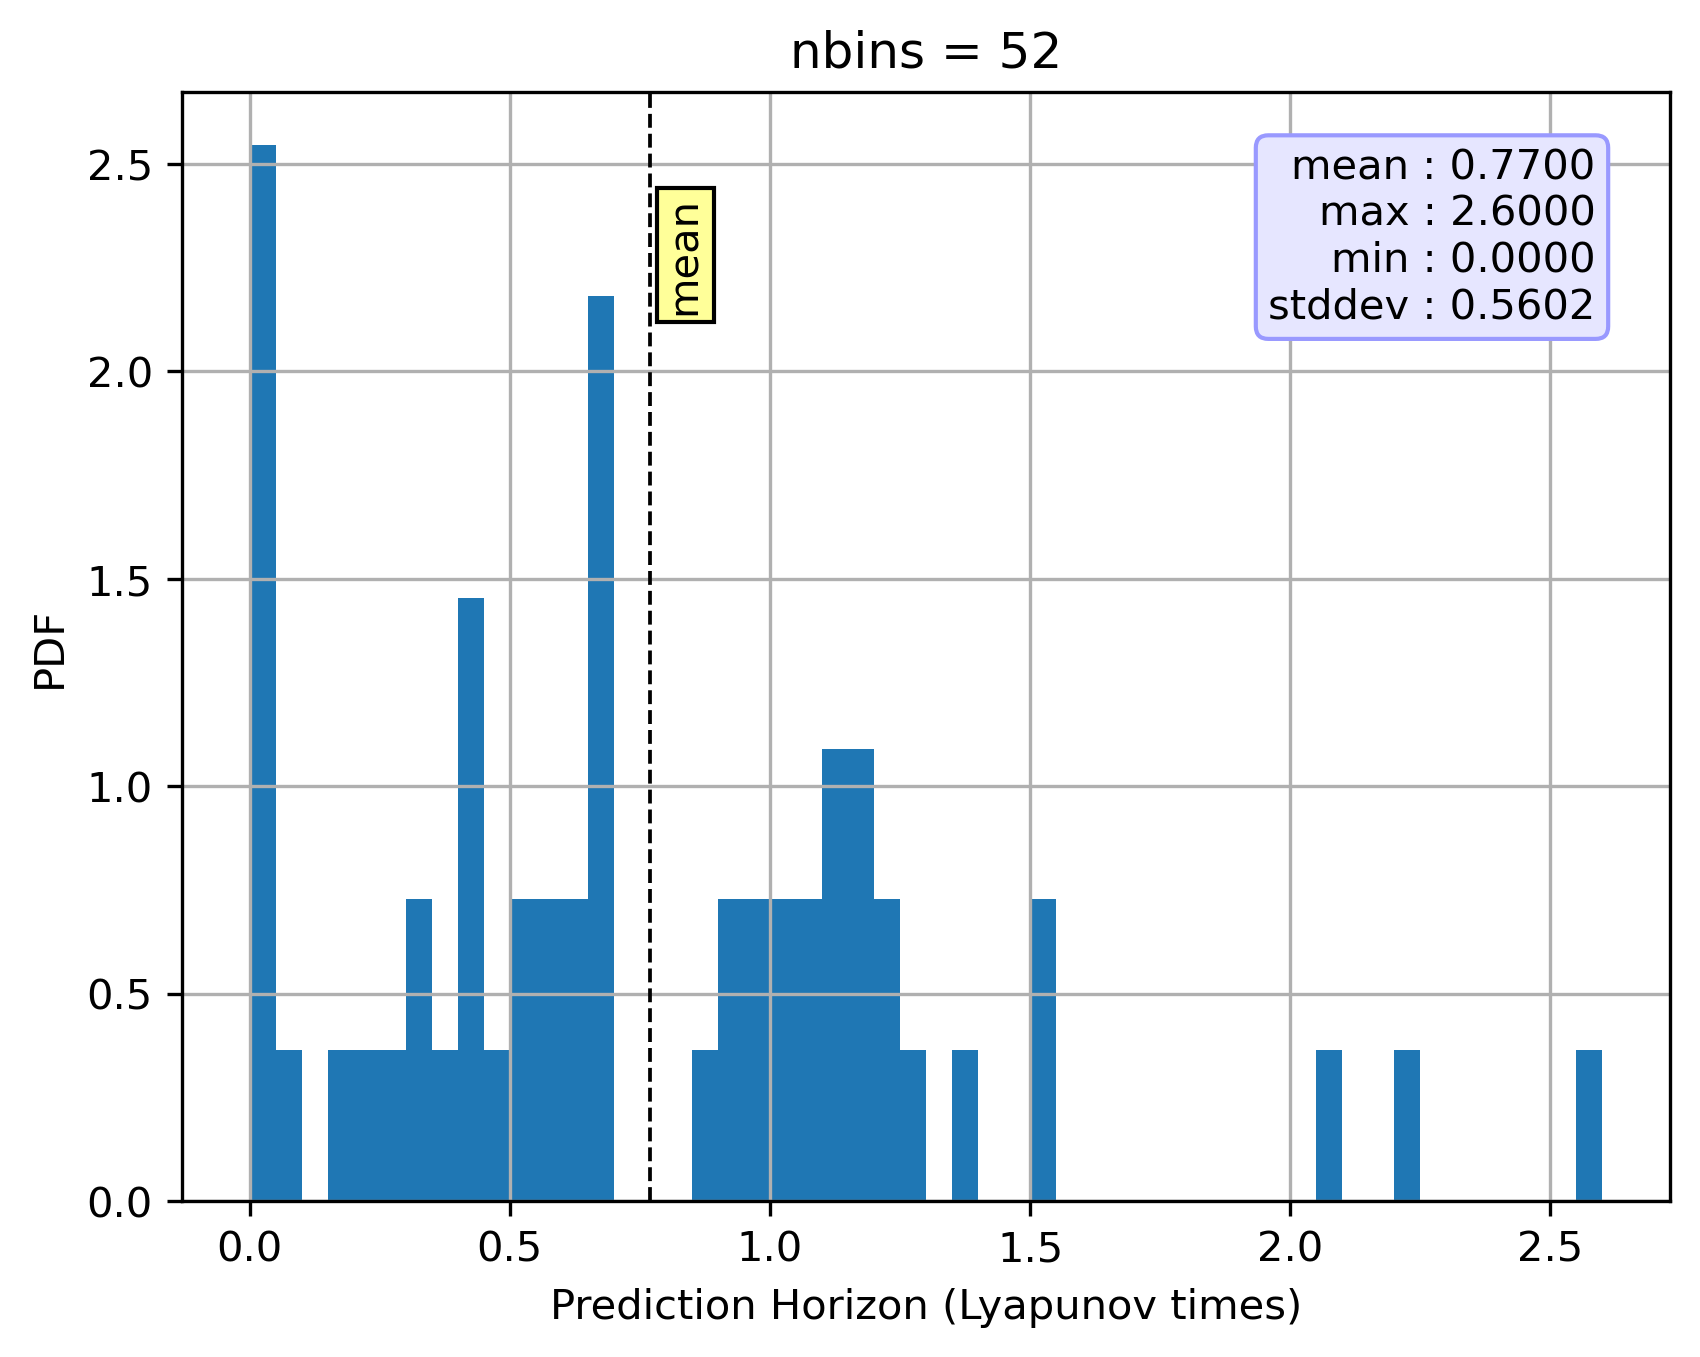 nbins = 52
mean : 0.7700
max : 2.6000
min : 0.0000
stddev : 0.5602
mean
PDF
2.5
2.0
1.5
1.0
0.5
0.0
0.0 0.5 1.0 1.5 2.0 2.5
Prediction Horizon (Lyapunov times)